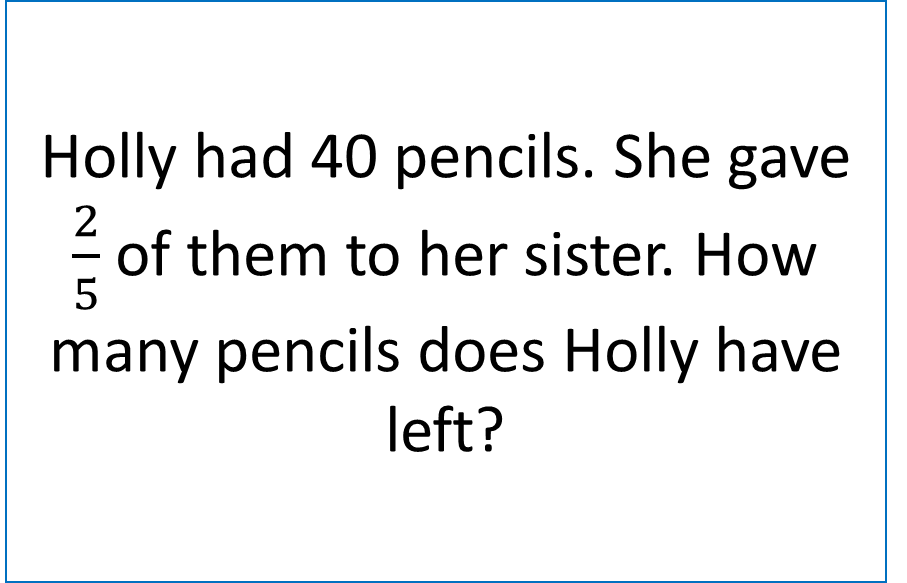 Holly had 40 pencils. She gave
2/5 of them to her sister. How
many pencils does Holly have
left?